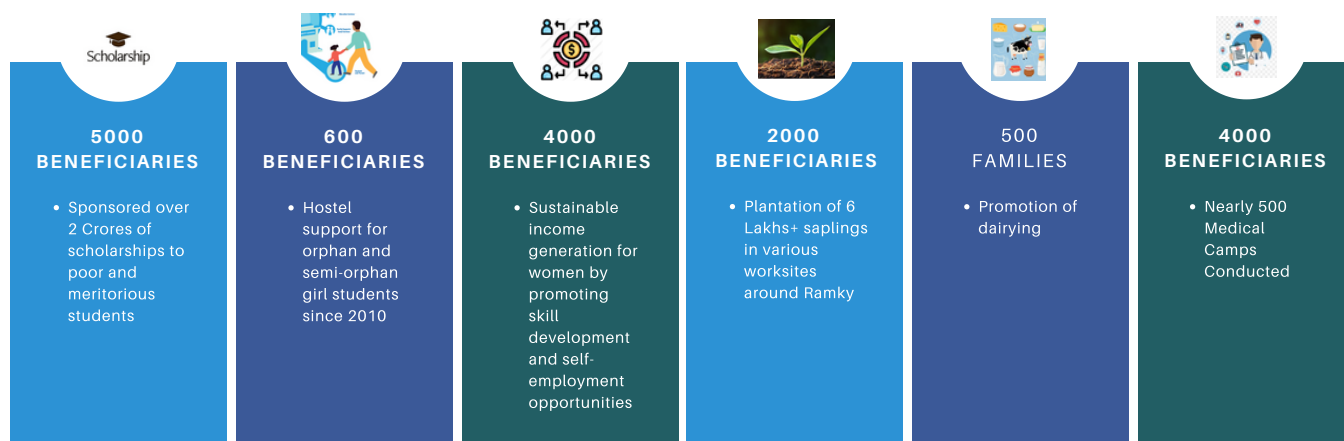 Scholarship
5000
BENEFICIARIES
• Sponsored over
2 Crores of
scholarships to
poor and
meritorious
students
600
BENEFICIARIES
• Hostel
support for
orphan and
semi-orphan
girl students
since 2010
4000
BENEFICIARIES
• Sustainable
income
generation for
women by
promoting
skill
development
and self-
employment
opportunities
2000
BENEFICIARIES
• Plantation of 6
Lakhs+ saplings
in various
worksites
around Ramky
500
FAMILIES
• Promotion of
dairying
4000
BENEFICIARIES
• Nearly 500
Medical
Camps
Conducted